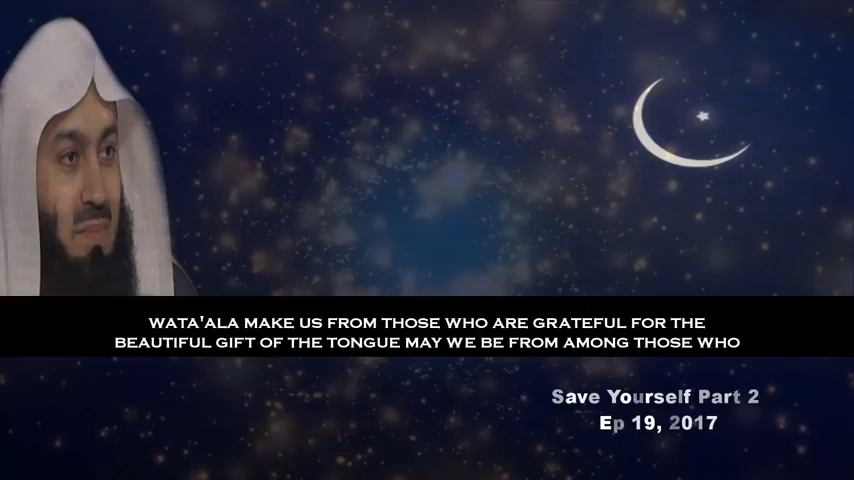 WATA'ALA MAKE US FROM THOSE WHO ARE GRATEFUL FOR THE
BEAUTIFUL GIFT OF THE TONGUE MAY WE BE FROM AMONG THOSE WHO
Save Yourself Part 2
Ep 19, 2017